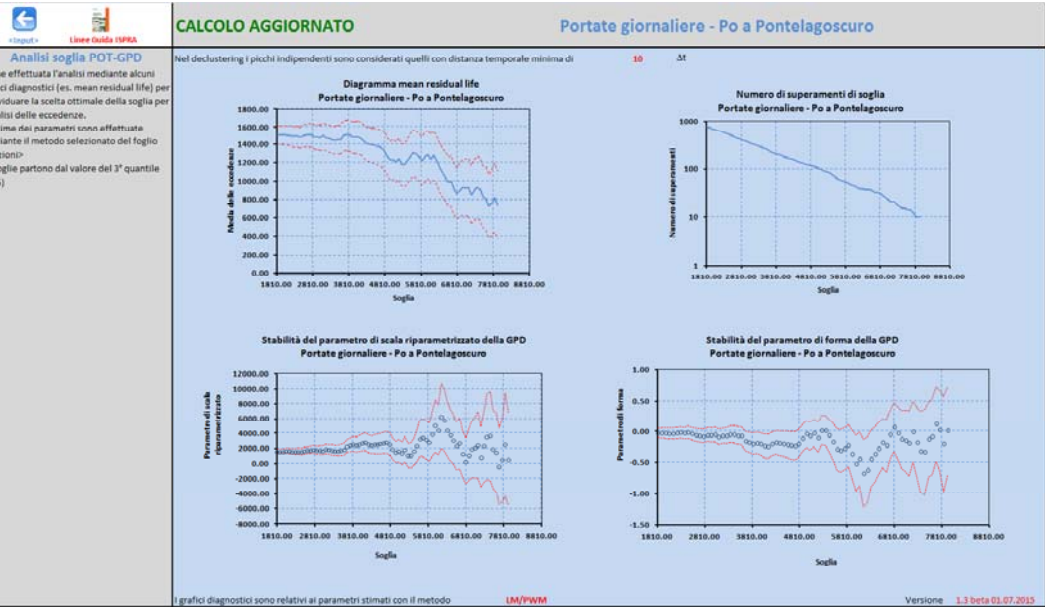 CALCOLO AGGIORNATO
Portate giornaliere - Po a Pontelagoscuro
<Input>
Linee Guida ISPRA
Analisi soglia POT-GPD
effettuata l'analisi mediante alcuni
diagnostici (es. mean residual life) per
la scelta ottimale della soglia per
delle eccedenze.
dei parametri sono effettuate
il metodo selezionato del foglio
partono dal valore del 3° quantile
Nel declustering i picchi indipendenti sono considerati quelli con distanza temporale minima di 10 Δt
Diagramma mean residual life
Portate giornaliere - Po a Pontelagoscuro
Media delle eccedenze
1800.00
1600.00
1400.00
1200.00
1000.00
800.00
600.00
400.00
200.00
0.00
1810.00 2810.00 3810.00 4810.00 5810.00 6810.00 7810.00 8810.00
Soglia
Numero di superamenti di soglia
Portate giornaliere - Po a Pontelagoscuro
Numero di superamenti
1000
100
10
1
1810.00 2810.00 3810.00 4810.00 5810.00 6810.00 7810.00 8810.00
Soglia
Stabilità del parametro di scala riparametrizzato della GPD
Portate giornaliere - Po a Pontelagoscuro
Parametro di scala
riparametrizzato
12000.00
10000.00
8000.00
6000.00
4000.00
2000.00
0.00
-2000.00
-4000.00
-6000.00
-8000.00
1810.00 2810.00 3810.00 4810.00 5810.00 6810.00 7810.00 8810.00
Soglia
Stabilità del parametro di forma della GPD
Portate giornaliere - Po a Pontelagoscuro
Parametro di forma
1.00
0.50
0.00
-0.50
-1.00
-1.50
1810.00 2810.00 3810.00 4810.00 5810.00 6810.00 7810.00 8810.00
Soglia
I grafici diagnostici sono relativi ai parametri stimati con il metodo LM/PWM
Versione 1.3 beta 01.07.2015